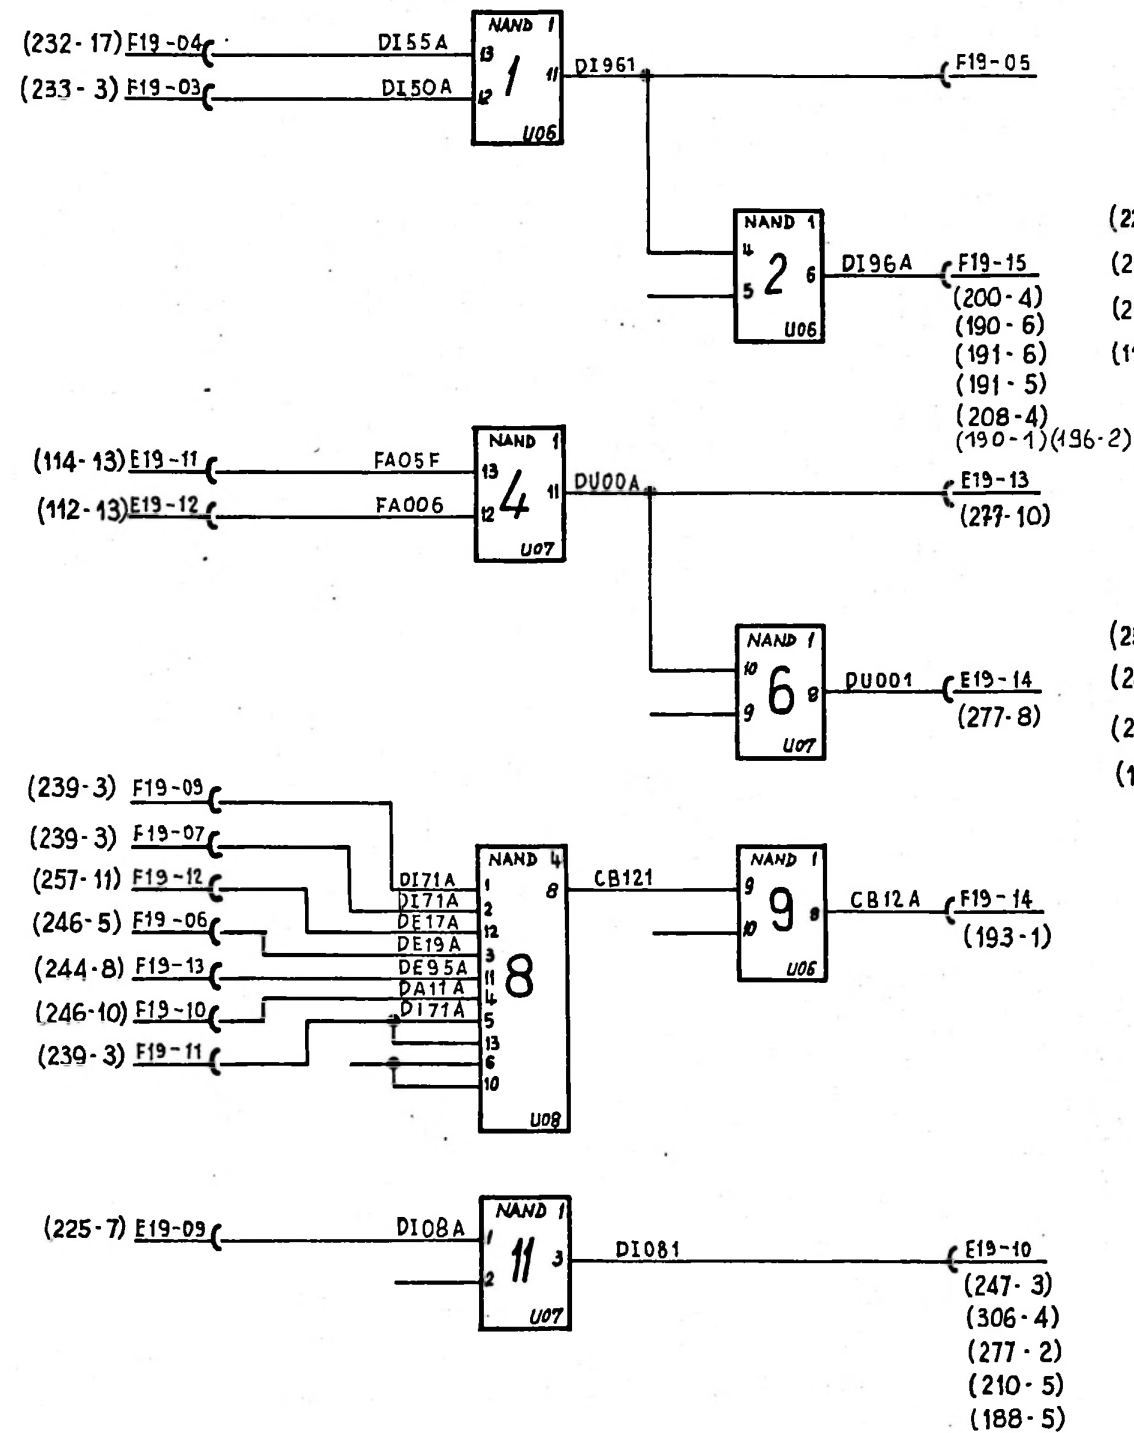 NAND 1
(232-17) F19-04 DI55A 13
1 11 DI961 F19-05
(233-3) F19-03 DI50A 12
U06
NAND 1
4
2 6 DI96A F19-15
5
U06
(200-4)
(190-6)
(191-6)
(191-5)
(208-4)
(190-1)(196-2)
NAND 1
(114-13) E19-11 FA05F 13
4 11 DU00A E19-13
(112-13) E19-12 FA006 12
(277-10)
U07
NAND 1
10
6 8 DU001 E19-14
9
(277-8)
U07
(239-3) F19-09
(239-3) F19-07
(257-11) F19-12
(246-5) F19-06
(244-8) F19-13
(246-10) F19-10
(239-3) F19-11
NAND 4
DI71A 1
DI71A 2
DE17A 12
DE19A 3
DE95A 11
DA11A 4
DI71A 5
13
6
10
8
8 CB121
U08
NAND 1
9
9 8 CB12A F19-14
10
(193-1)
U06
NAND 1
(225-7) E19-09 DI08A 1
11 3 DI081 E19-10
2
U07
(247-3)
(306-4)
(277-2)
(210-5)
(188-5)